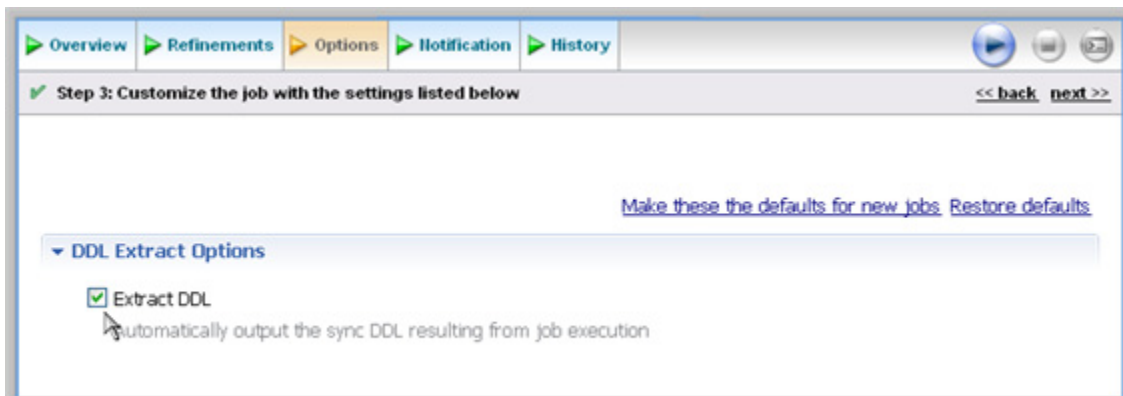 Overview Refinements Options Notification History
Step 3: Customize the job with the settings listed below << back next >>
Make these the defaults for new jobs Restore defaults
DDL Extract Options
Extract DDL
Automatically output the sync DDL resulting from job execution